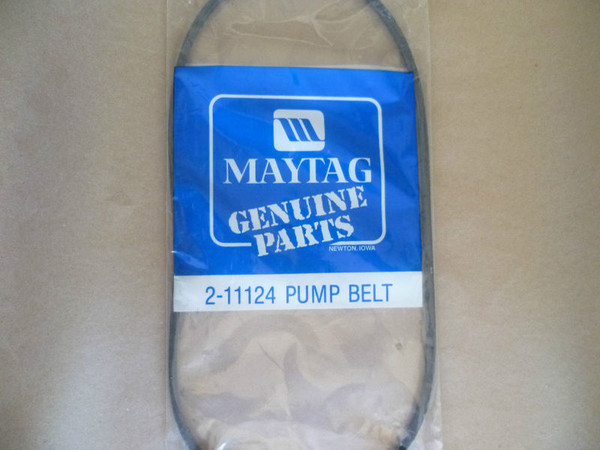 MAYTAG
GENUINE
PARTS
NEWTON, IOWA
2-11124 PUMP BELT